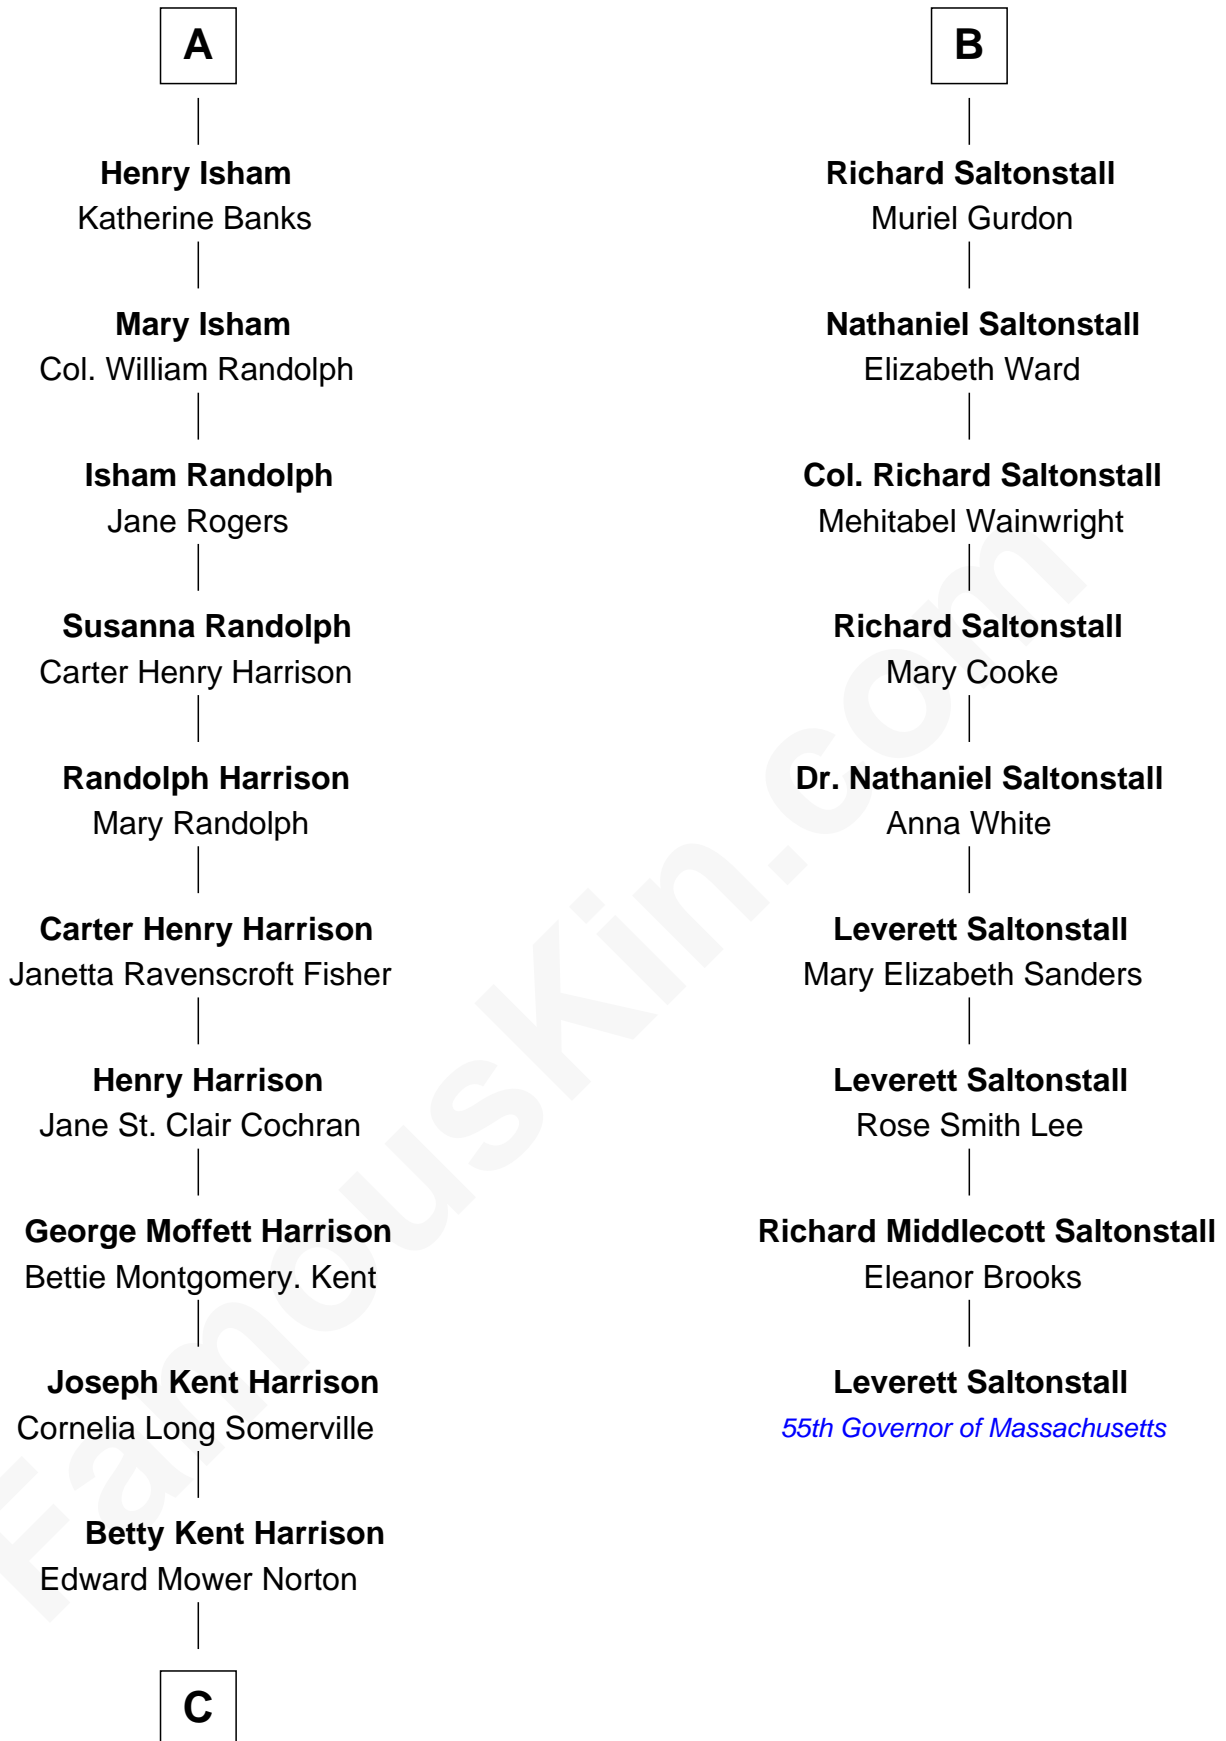 A
Henry Isham
Katherine Banks
Mary Isham
Col. William Randolph
Isham Randolph
Jane Rogers
Susanna Randolph
Carter Henry Harrison
Randolph Harrison
Mary Randolph
Carter Henry Harrison
Janetta Ravenscroft Fisher
Henry Harrison
Jane St. Clair Cochran
George Moffett Harrison
Bettie Montgomery. Kent
Joseph Kent Harrison
Cornelia Long Somerville
Betty Kent Harrison
Edward Mower Norton
C
B
Richard Saltonstall
Muriel Gurdon
Nathaniel Saltonstall
Elizabeth Ward
Col. Richard Saltonstall
Mehitabel Wainwright
Richard Saltonstall
Mary Cooke
Dr. Nathaniel Saltonstall
Anna White
Leverett Saltonstall
Mary Elizabeth Sanders
Leverett Saltonstall
Rose Smith Lee
Richard Middlecott Saltonstall
Eleanor Brooks
Leverett Saltonstall
55th Governor of Massachusetts
FamousKin.com